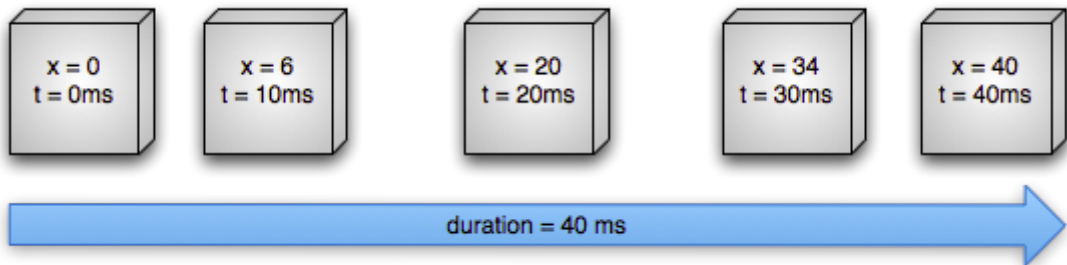 x = 0
t = 0ms
x = 6
t = 10ms
x = 20
t = 20ms
x = 34
t = 30ms
x = 40
t = 40ms
duration = 40 ms